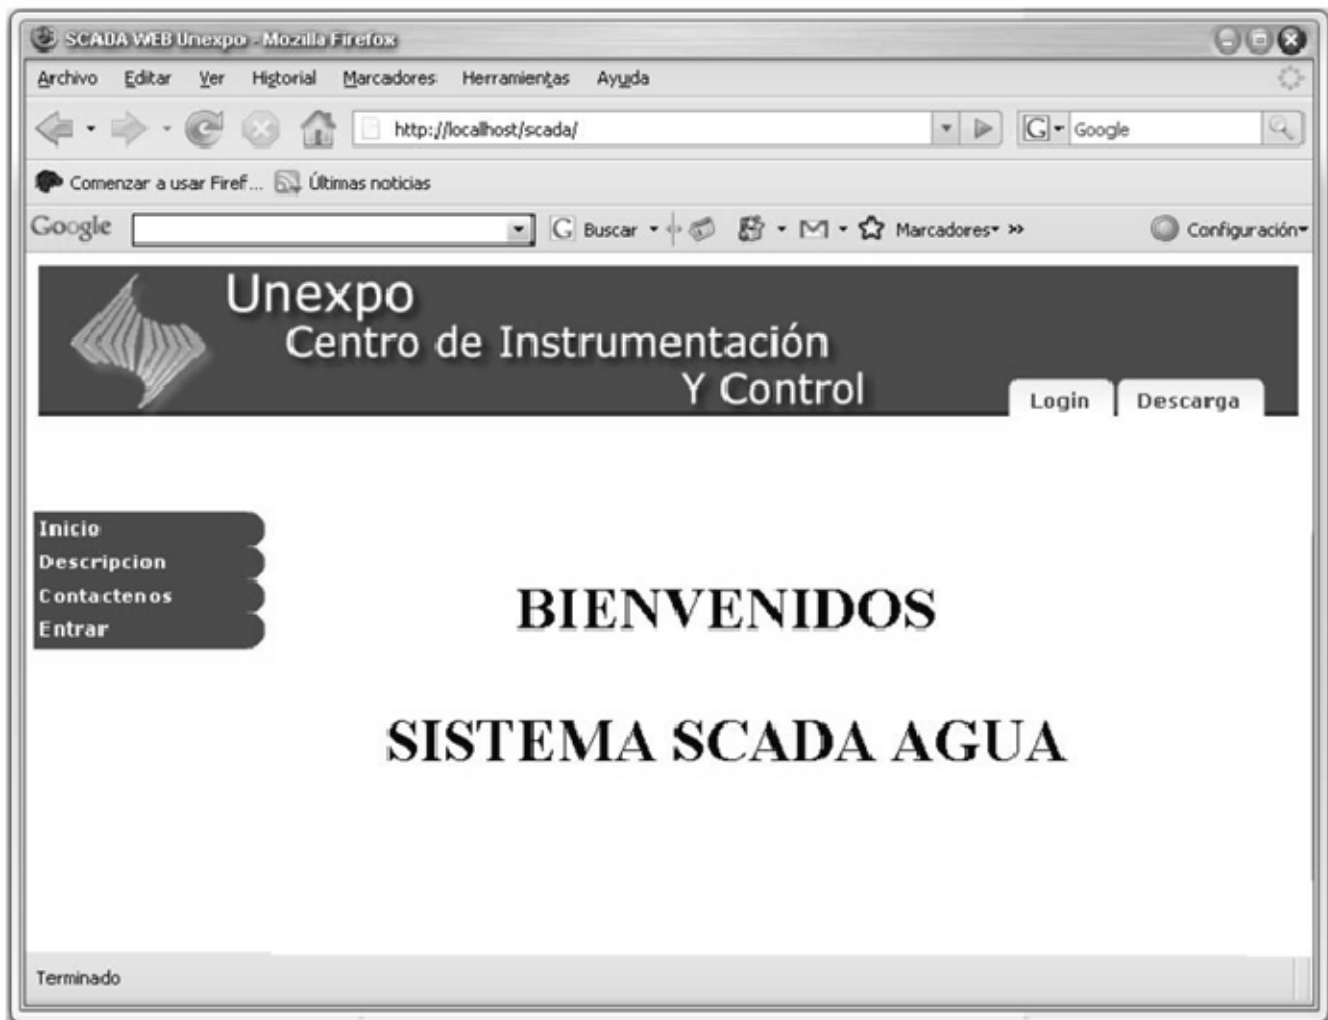 SCADA WEB Unexpo - Mozilla Firefox
Archivo Editar Ver Historial Marcadores Herramientas Ayuda
http://localhost/scada/ G Google
Comenzar a usar Firef... Últimas noticias
Google G Buscar Marcadores Configuración
Unexpo
Centro de Instrumentación
Y Control
Login Descarga
Inicio
Descripcion
Contactenos
Entrar
BIENVENIDOS
SISTEMA SCADA AGUA
Terminado